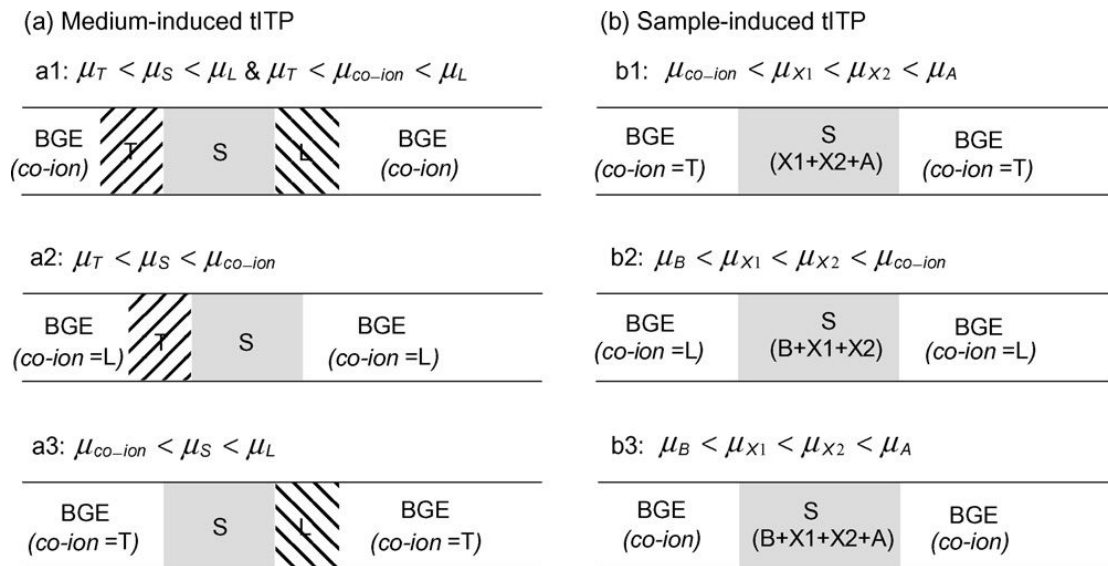 (a) Medium-induced tITP
a1: μT < μS < μL & μT < μco−ion < μL
BGE
(co-ion)
T
S
L
BGE
(co-ion)
a2: μT < μS < μco−ion
BGE
(co-ion =L)
T
S
BGE
(co-ion =L)
a3: μco−ion < μS < μL
BGE
(co-ion =T)
S
L
BGE
(co-ion =T)
(b) Sample-induced tITP
b1: μco−ion < μX1 < μX2 < μA
BGE
(co-ion =T)
S
(X1+X2+A)
BGE
(co-ion =T)
b2: μB < μX1 < μX2 < μco−ion
BGE
(co-ion =L)
S
(B+X1+X2)
BGE
(co-ion =L)
b3: μB < μX1 < μX2 < μA
BGE
(co-ion)
S
(B+X1+X2+A)
BGE
(co-ion)